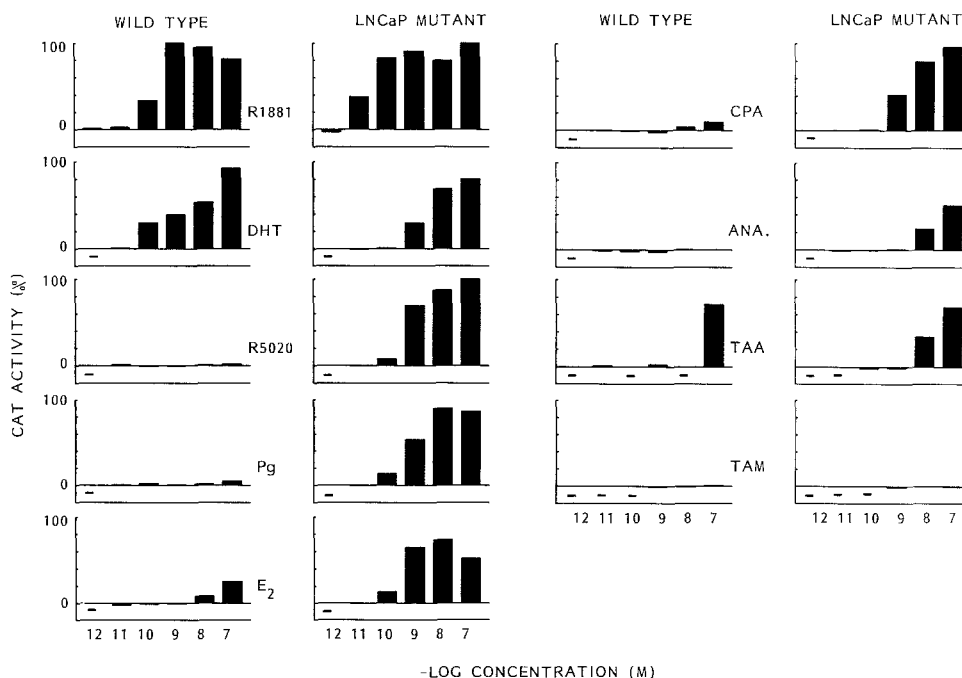 WILD TYPE LNCaP MUTANT WILD TYPE LNCaP MUTANT
100 100
0 R1881 0 CPA
100
0 DHT ANA.
100
0 R5020 TAA
100
0 Pg TAM
12 11 10 9 8 7 12 11 10 9 8 7
100
0 E2
12 11 10 9 8 7 12 11 10 9 8 7
CAT ACTIVITY (%)
-LOG CONCENTRATION (M)